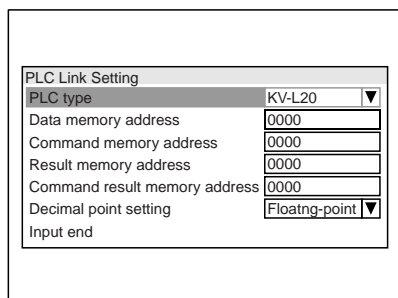 PLC Link Setting
PLC type KV-L20 ▼
Data memory address 0000
Command memory address 0000
Result memory address 0000
Command result memory address 0000
Decimal point setting Floatng-point ▼
Input end